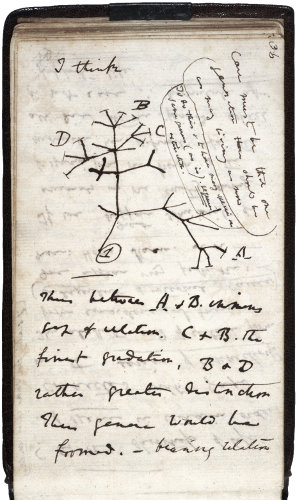 36
I think
Case must be that one
generation then should be
as many living as now
To do this & to have many species in
same genus (as is). requires
extinction.
B
C
D
A
1
Thus between A & B. immense
gap of relation. C & B. the
finest gradation, B & D
rather greater distinction
Thus genera would be
formed. — bearing relation